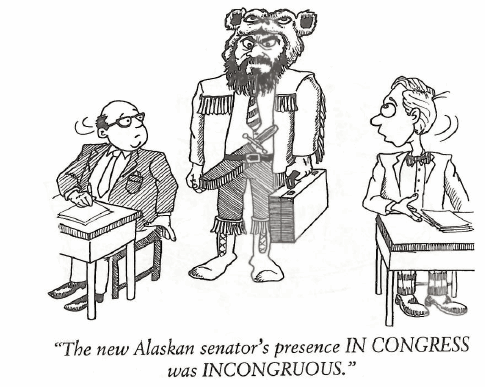 "The new Alaskan senator's presence IN CONGRESS
was INCONGRUOUS."